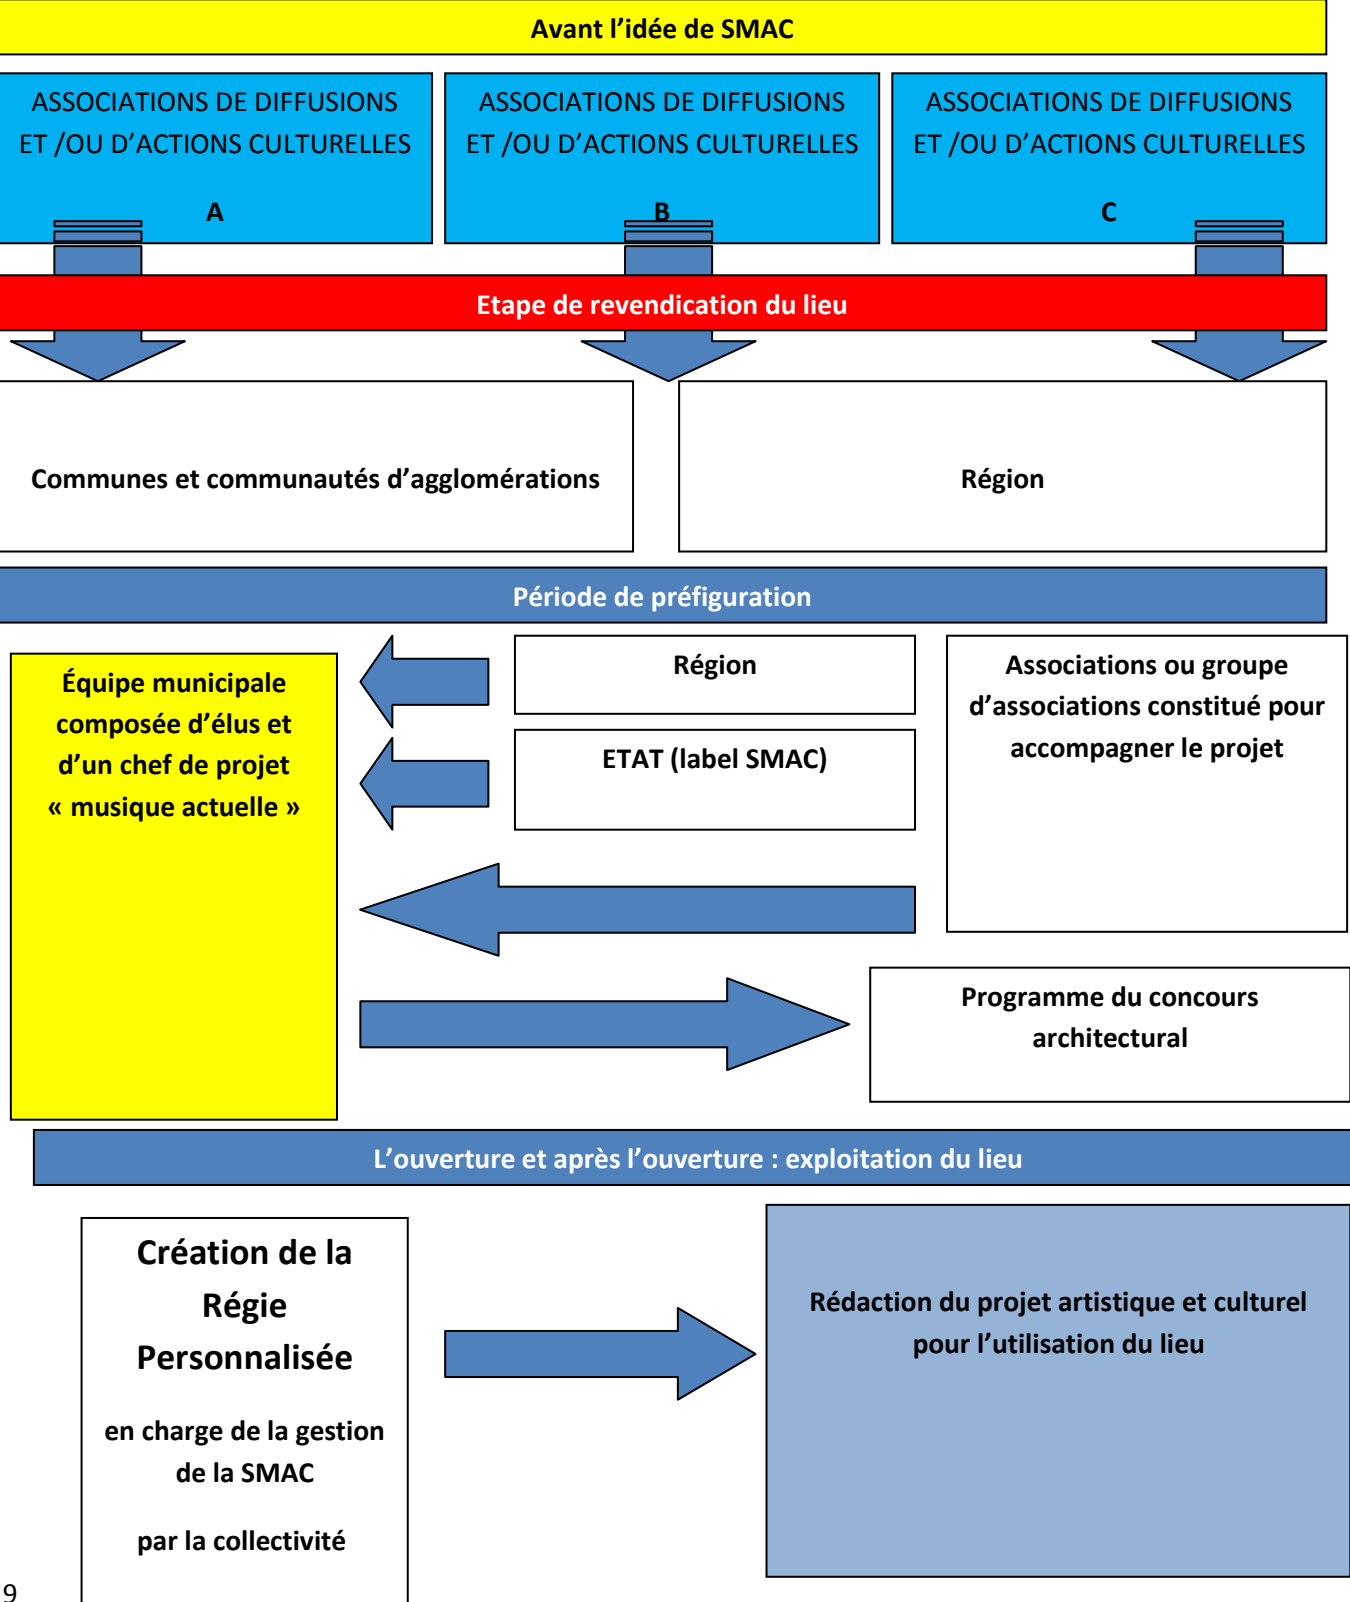 Avant l’idée de SMAC
ASSOCIATIONS DE DIFFUSIONS
ET /OU D’ACTIONS CULTURELLES
A
ASSOCIATIONS DE DIFFUSIONS
ET /OU D’ACTIONS CULTURELLES
B
ASSOCIATIONS DE DIFFUSIONS
ET /OU D’ACTIONS CULTURELLES
C
Etape de revendication du lieu
Communes et communautés d’agglomérations
Région
Période de préfiguration
Équipe municipale
composée d’élus et
d’un chef de projet
« musique actuelle »
Région
ETAT (label SMAC)
Associations ou groupe
d’associations constitué pour
accompagner le projet
Programme du concours
architectural
L’ouverture et après l’ouverture : exploitation du lieu
Création de la
Régie
Personnalisée
en charge de la gestion
de la SMAC
par la collectivité
Rédaction du projet artistique et culturel
pour l’utilisation du lieu
9